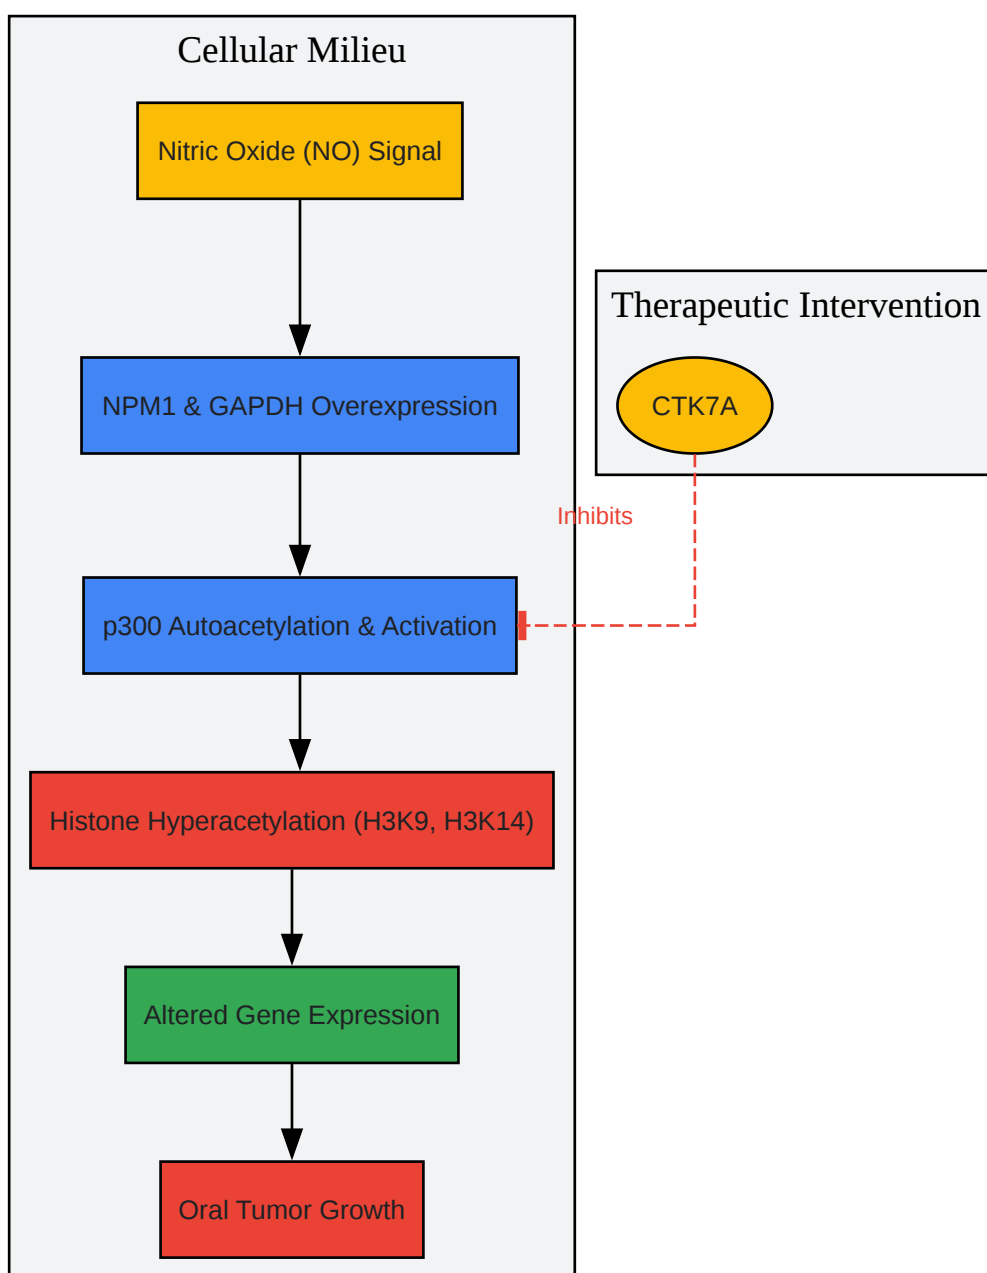 Cellular Milieu
Nitric Oxide (NO) Signal
Therapeutic Intervention
NPM1 & GAPDH Overexpression
CTK7A
Inhibits
p300 Autoacetylation & Activation
Histone Hyperacetylation (H3K9, H3K14)
Altered Gene Expression
Oral Tumor Growth